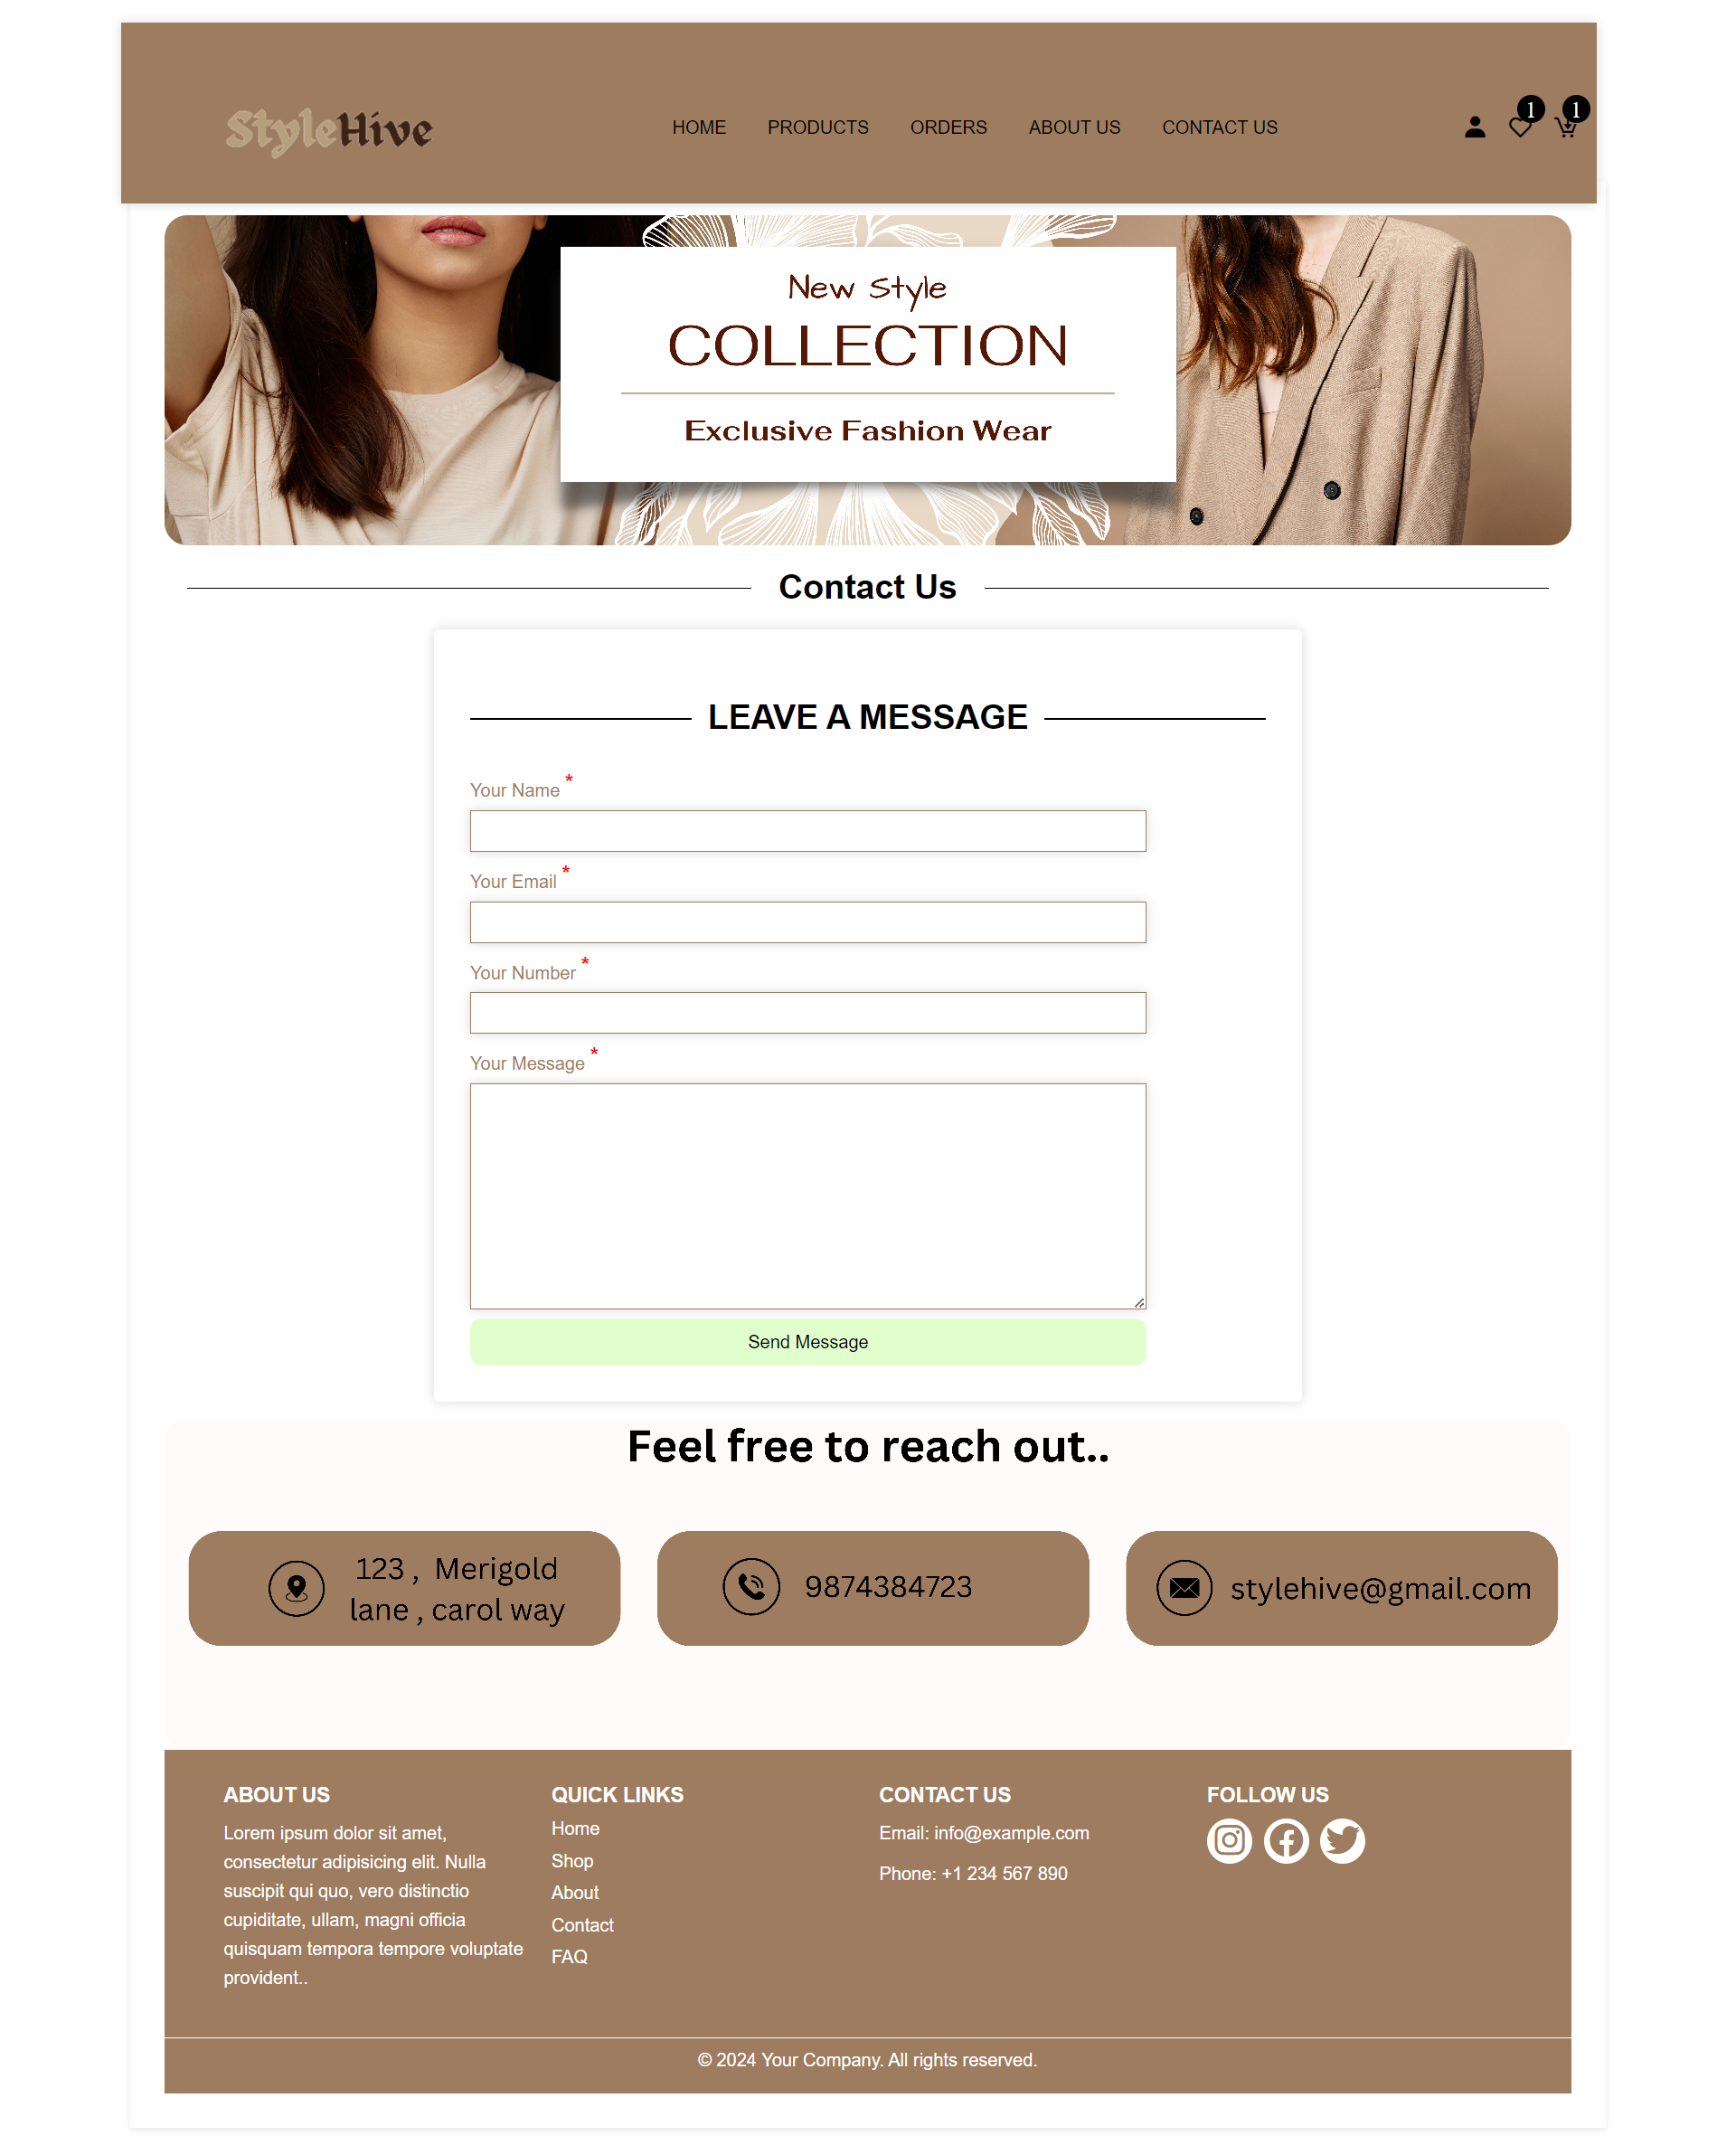 StyleHive
HOME PRODUCTS ORDERS ABOUT US CONTACT US
1 1
New Style
COLLECTION
Exclusive Fashion Wear
Contact Us
LEAVE A MESSAGE
Your Name *
Your Email *
Your Number *
Your Message *
Send Message
Feel free to reach out..
123 , Merigold
lane , carol way
9874384723
stylehive@gmail.com
ABOUT US
Lorem ipsum dolor sit amet,
consectetur adipisicing elit. Nulla
suscipit qui quo, vero distinctio
cupiditate, ullam, magni officia
quisquam tempora tempore voluptate
provident..
QUICK LINKS
Home
Shop
About
Contact
FAQ
CONTACT US
Email: info@example.com
Phone: +1 234 567 890
FOLLOW US
© 2024 Your Company. All rights reserved.